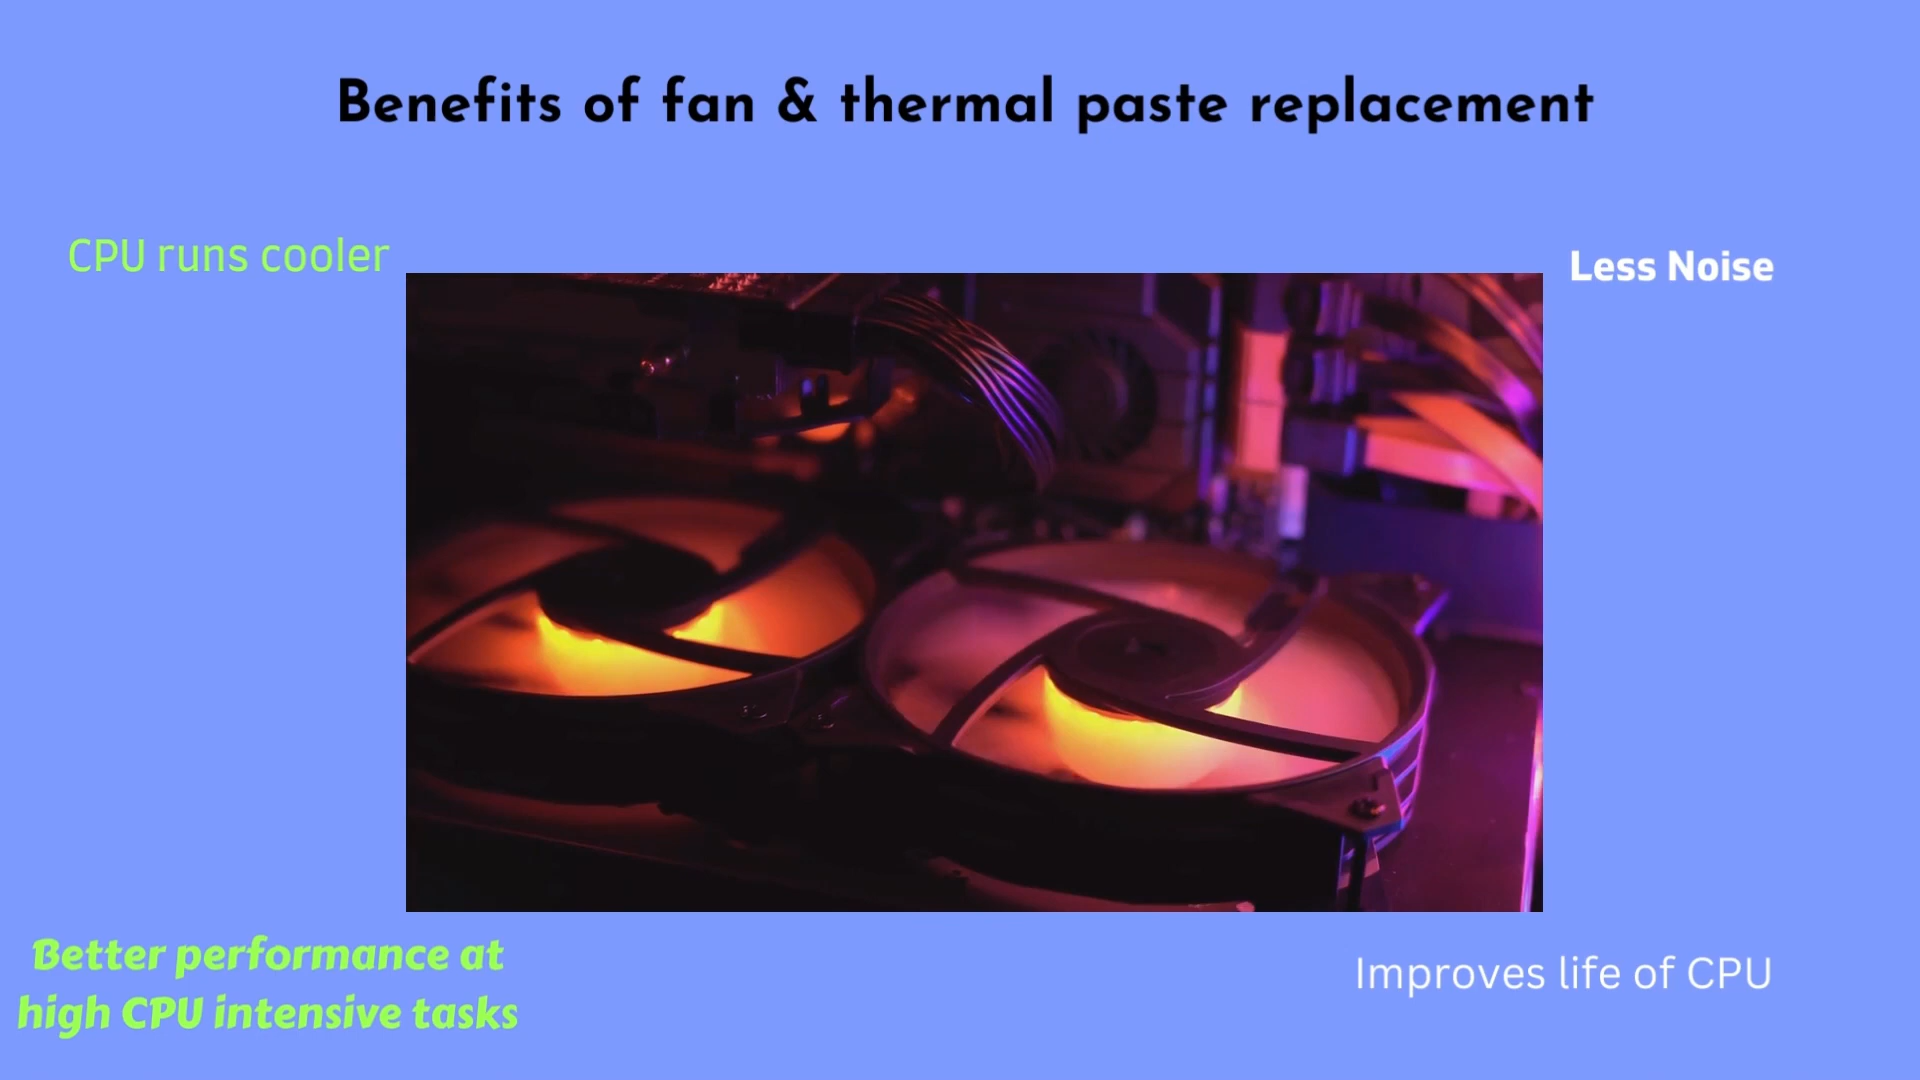 Benefits of fan & thermal paste replacement
CPU runs cooler
Less Noise
Better performance at
high CPU intensive tasks
Improves life of CPU